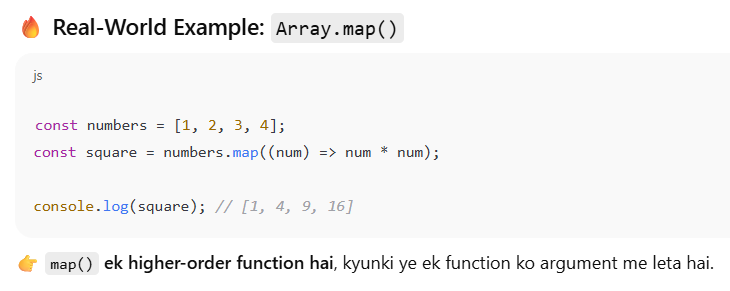 🔥 Real-World Example: Array.map()
js
const numbers = [1, 2, 3, 4];
const square = numbers.map((num) => num * num);
console.log(square); // [1, 4, 9, 16]
👉 map() ek higher-order function hai, kyunki ye ek function ko argument me leta hai.